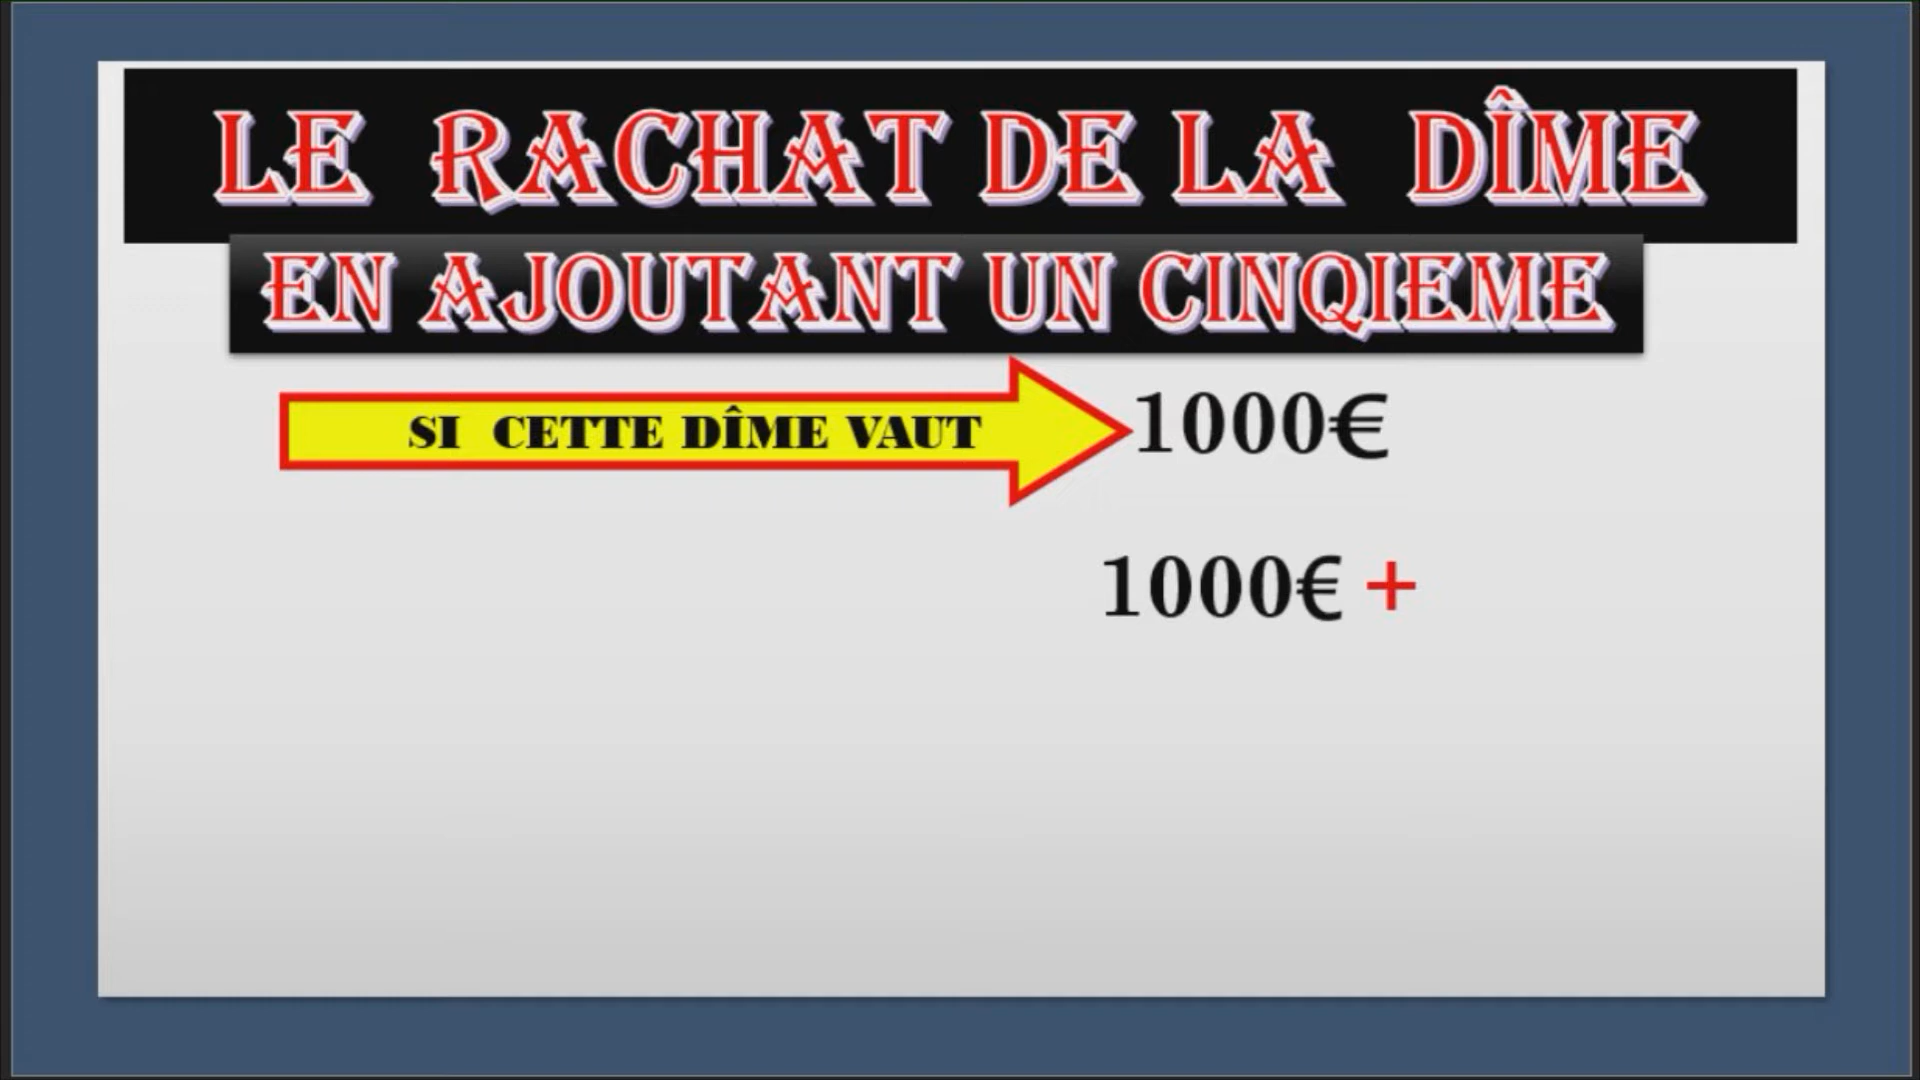 LE RACHAT DE LA DÎME
EN AJOUTANT UN CINQIEME
SI CETTE DÎME VAUT 1000€
1000€ +